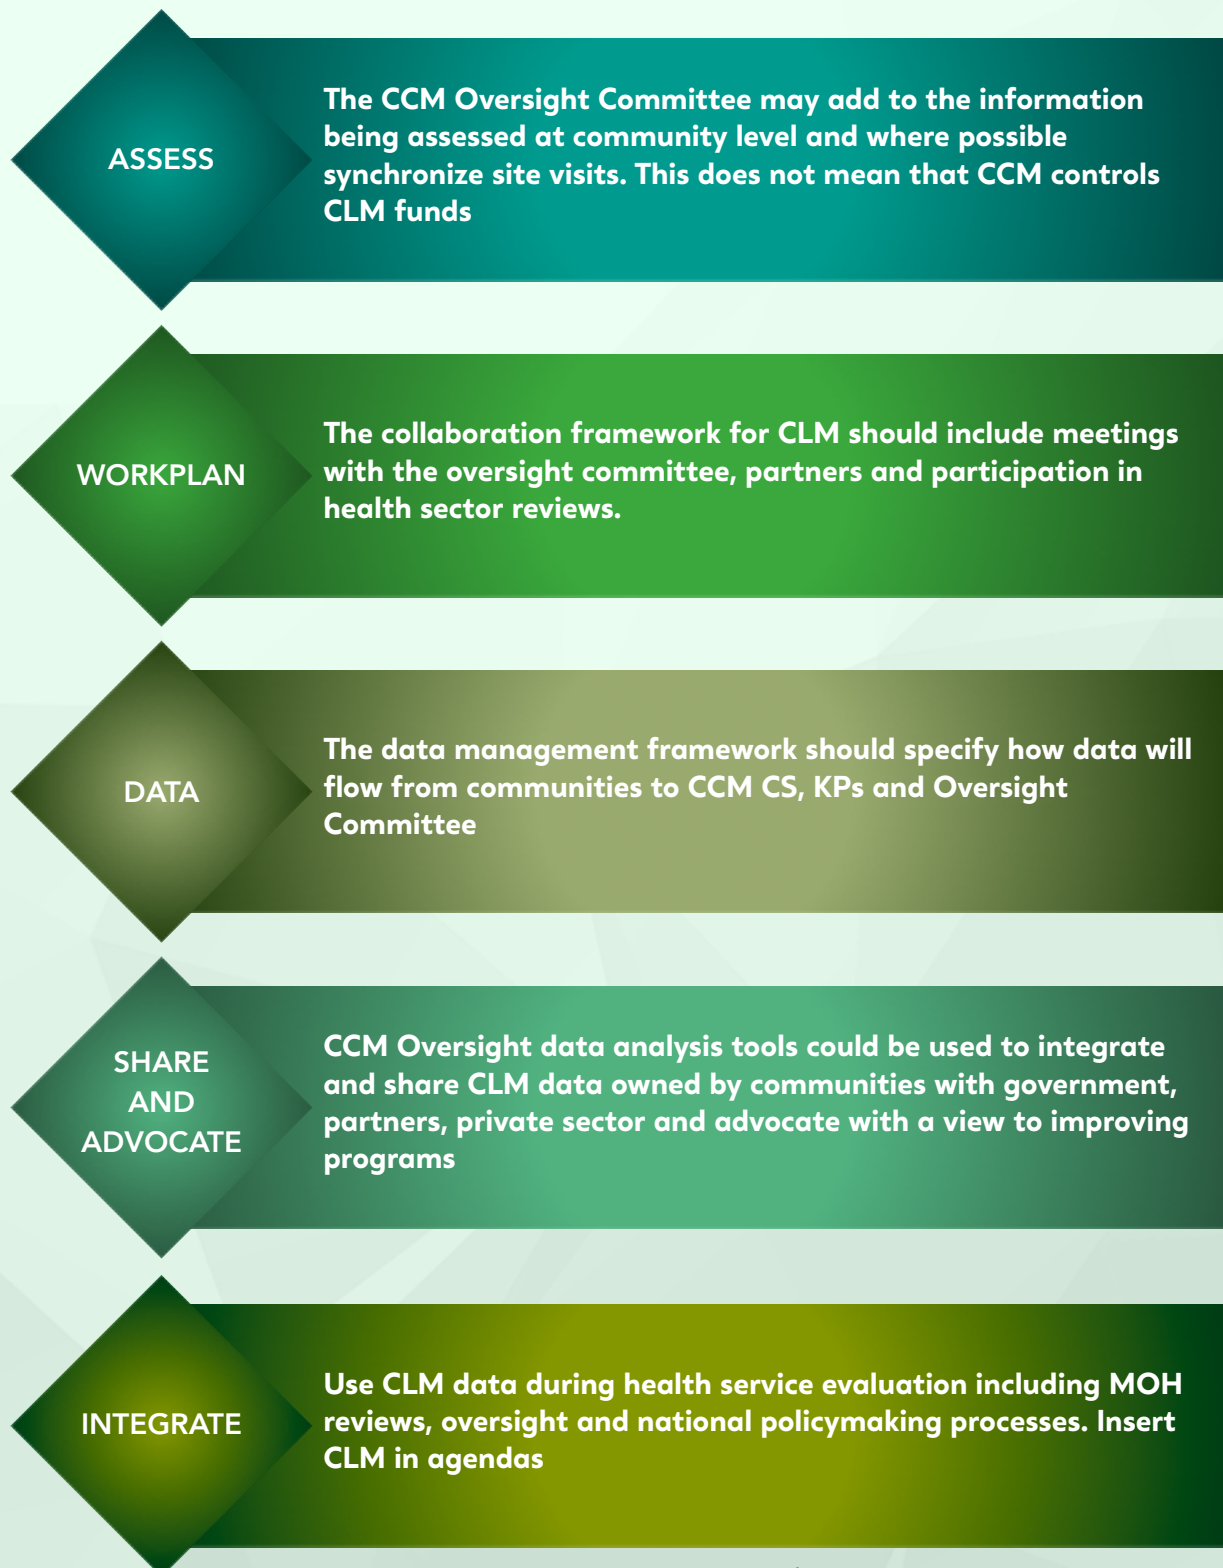 ASSESS
The CCM Oversight Committee may add to the information
being assessed at community level and where possible
synchronize site visits. This does not mean that CCM controls
CLM funds
WORKPLAN
The collaboration framework for CLM should include meetings
with the oversight committee, partners and participation in
health sector reviews.
DATA
The data management framework should specify how data will
flow from communities to CCM CS, KPs and Oversight
Committee
SHARE
AND
ADVOCATE
CCM Oversight data analysis tools could be used to integrate
and share CLM data owned by communities with government,
partners, private sector and advocate with a view to improving
programs
INTEGRATE
Use CLM data during health service evaluation including MOH
reviews, oversight and national policymaking processes. Insert
CLM in agendas